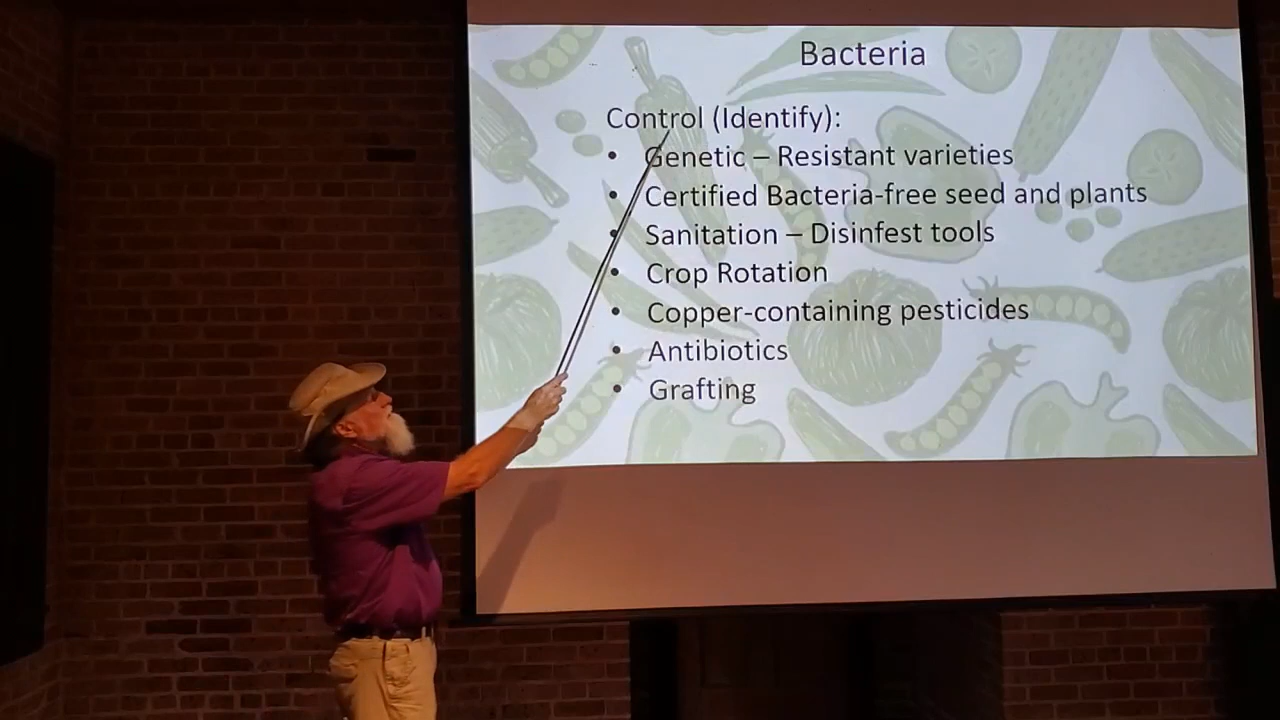 Bacteria
Control (Identify):
• Genetic – Resistant varieties
• Certified Bacteria-free seed and plants
• Sanitation – Disinfest tools
• Crop Rotation
• Copper-containing pesticides
• Antibiotics
• Grafting